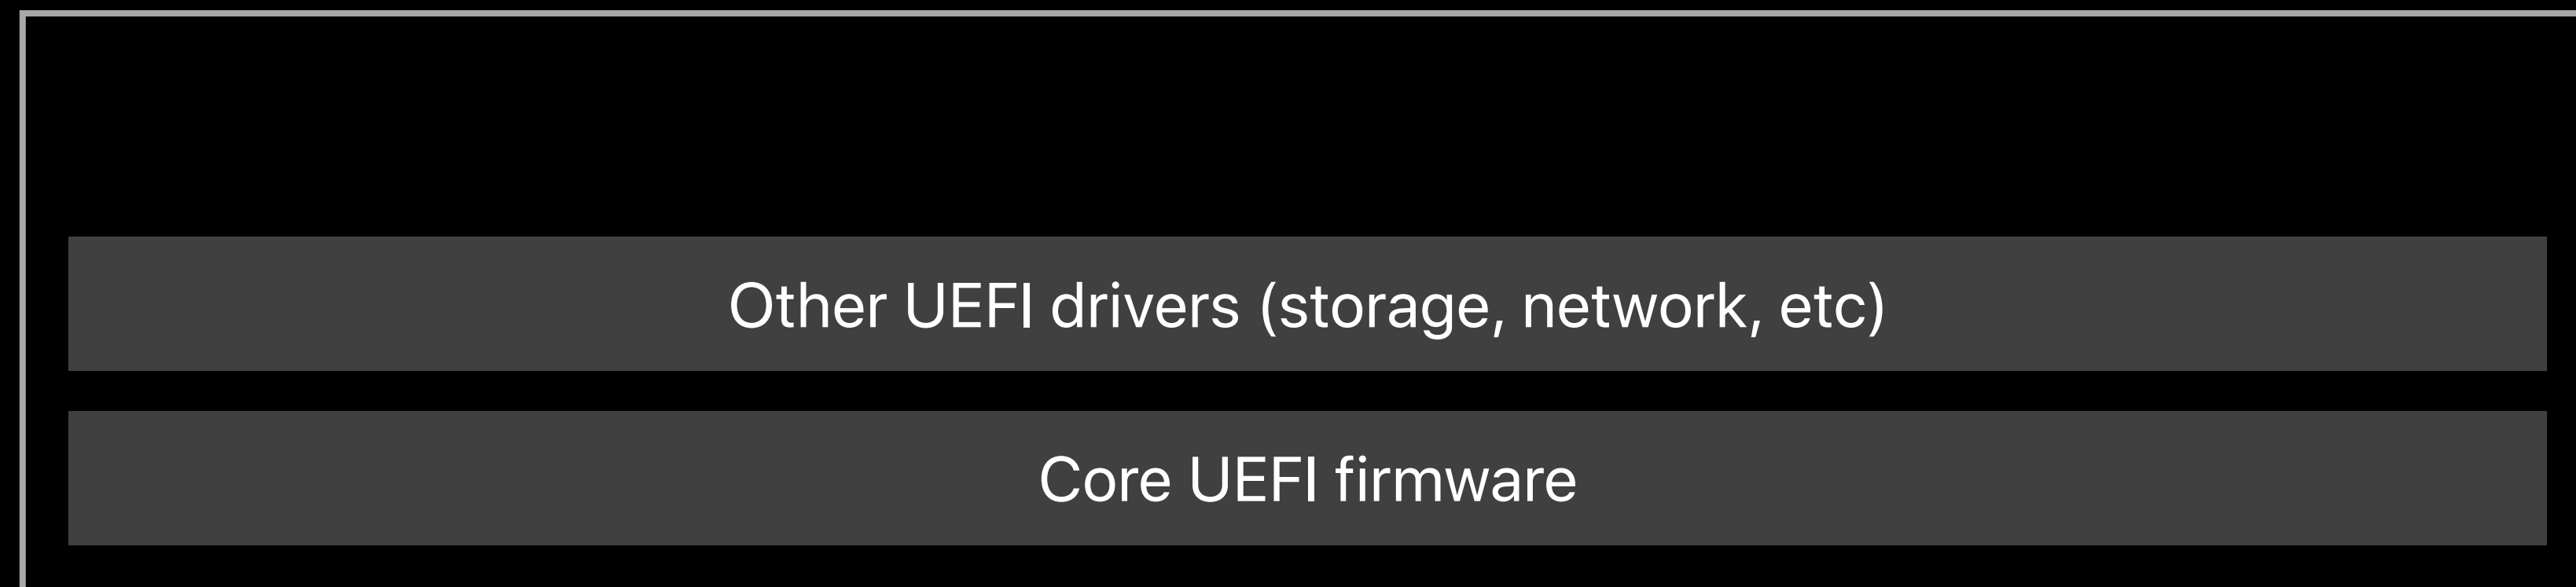 Other UEFI drivers (storage, network, etc)
Core UEFI firmware